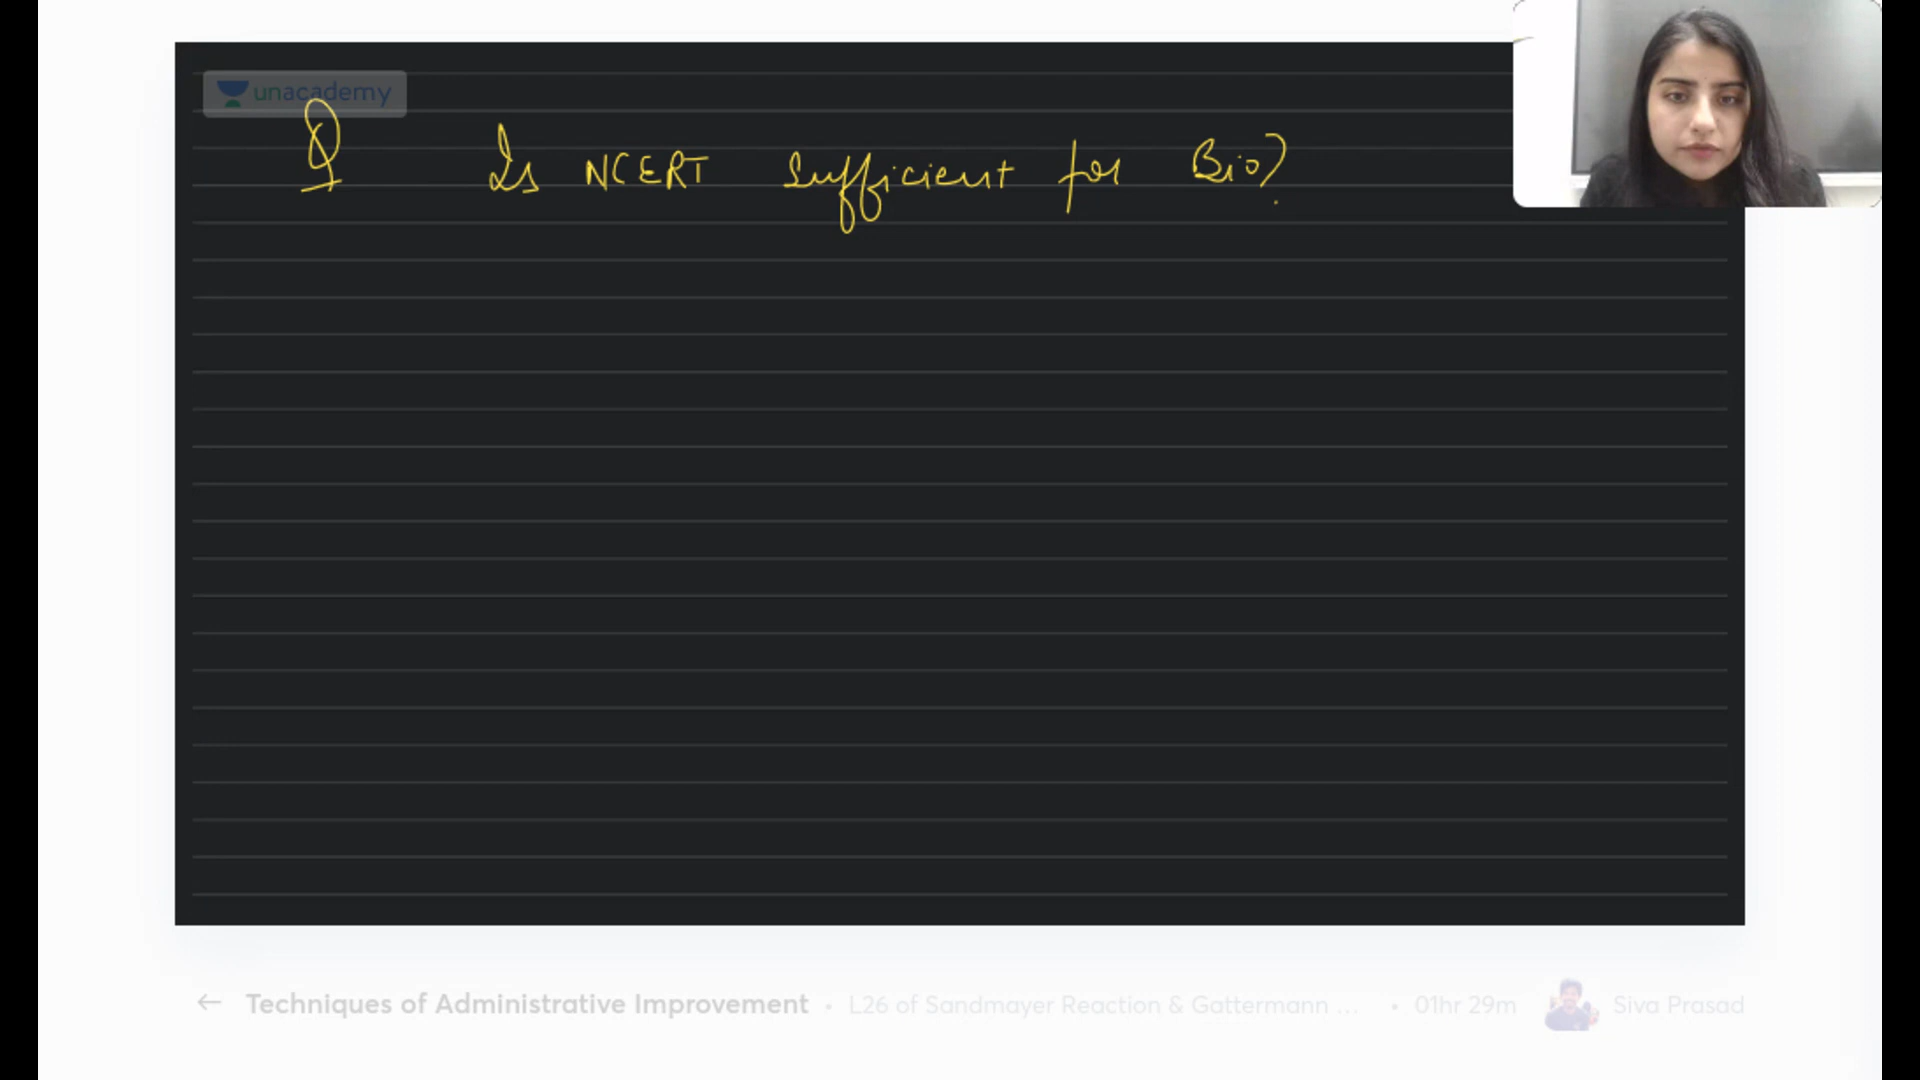 unacademy
Q Is NCERT Sufficient for Bio?
← Techniques of Administrative Improvement • L26 of Sandmayer Reaction & Gattermann ... • 01hr 29m Siva Prasad